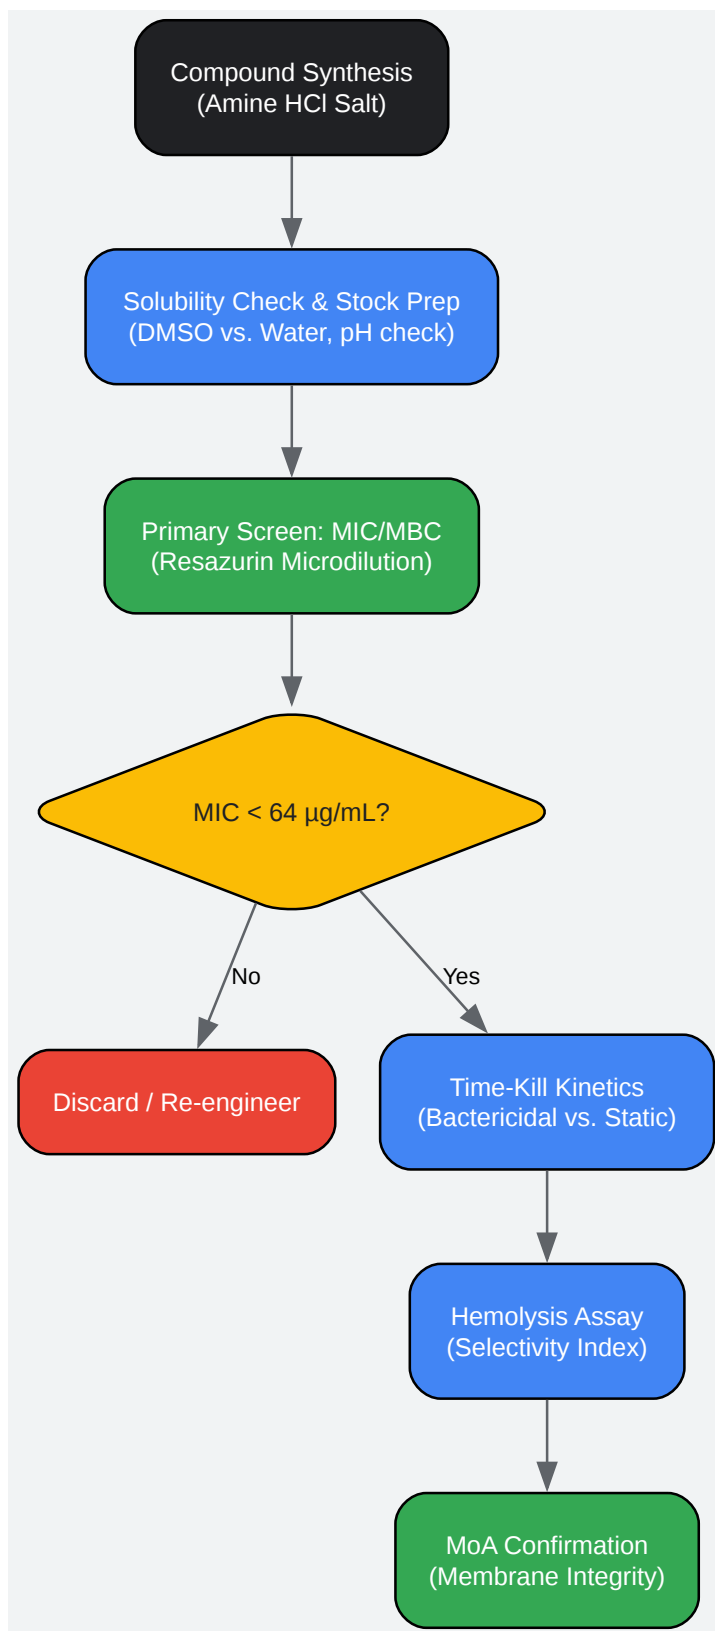 Compound Synthesis
(Amine HCl Salt)
Solubility Check & Stock Prep
(DMSO vs. Water, pH check)
Primary Screen: MIC/MBC
(Resazurin Microdilution)
MIC < 64 µg/mL?
No
Yes
Discard / Re-engineer
Time-Kill Kinetics
(Bactericidal vs. Static)
Hemolysis Assay
(Selectivity Index)
MoA Confirmation
(Membrane Integrity)